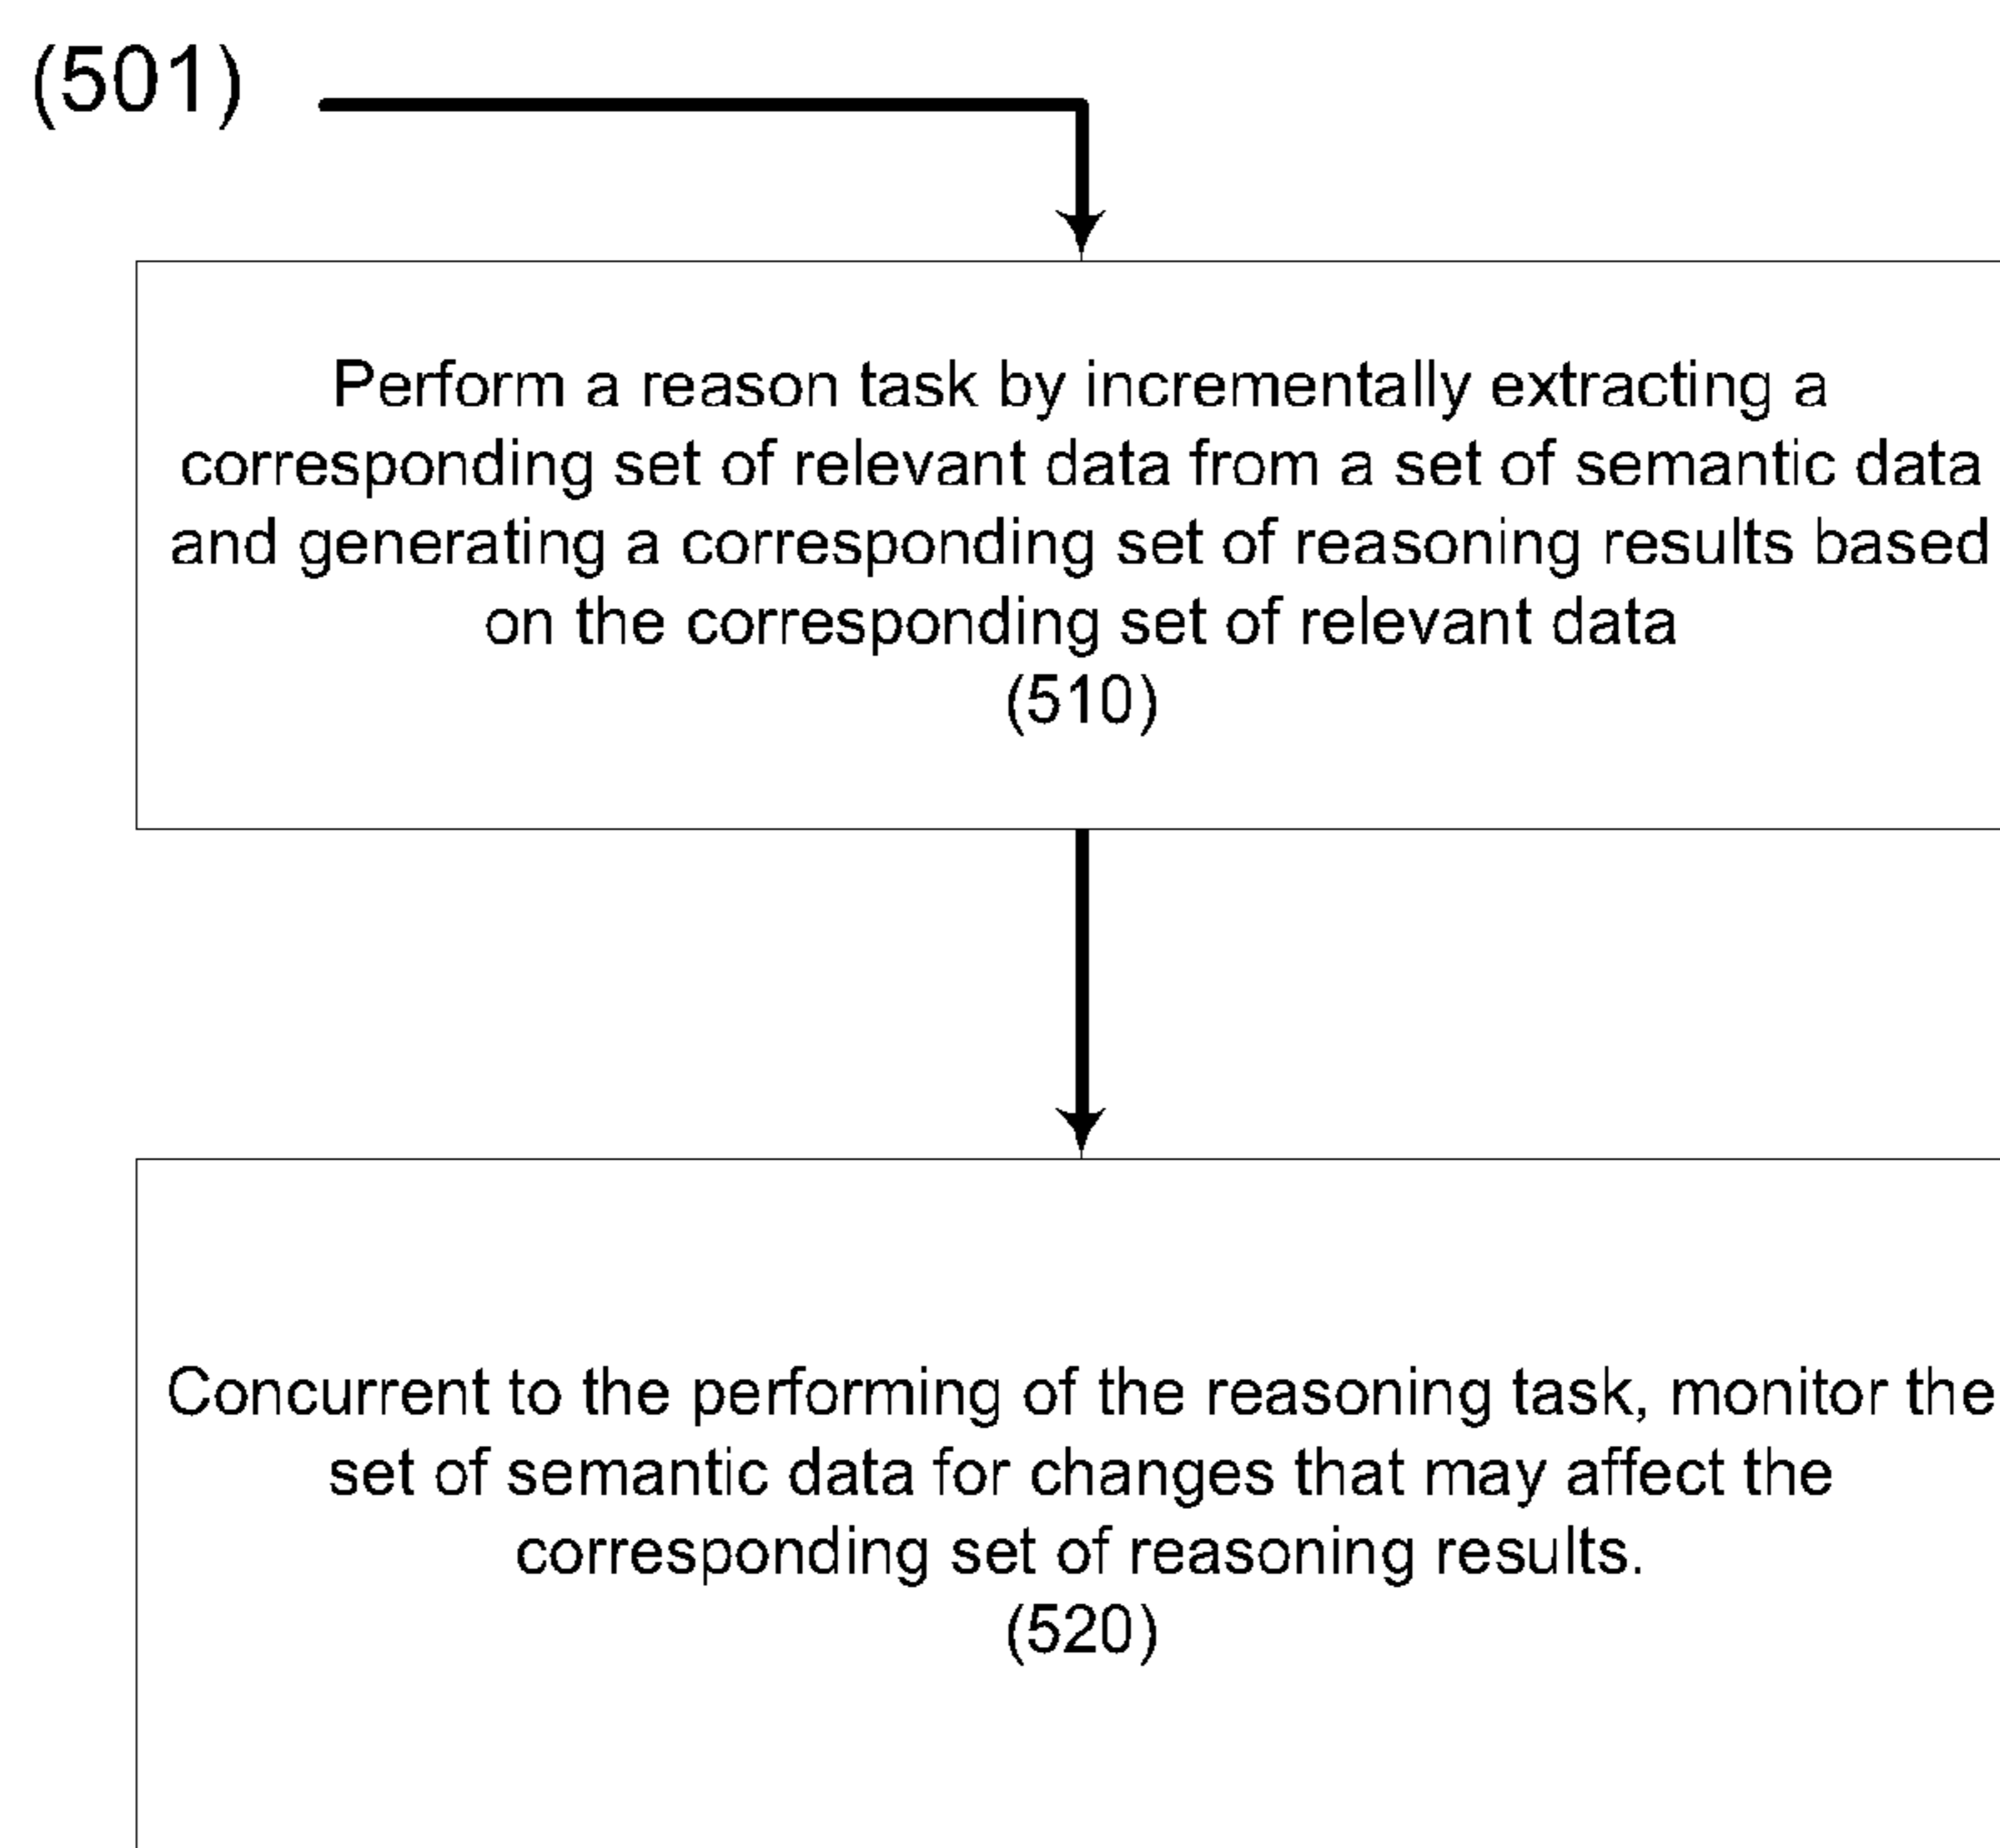 (501)
Perform a reason task by incrementally extracting a
corresponding set of relevant data from a set of semantic data
and generating a corresponding set of reasoning results based
on the corresponding set of relevant data
(510)
Concurrent to the performing of the reasoning task, monitor the
set of semantic data for changes that may affect the
corresponding set of reasoning results.
(520)